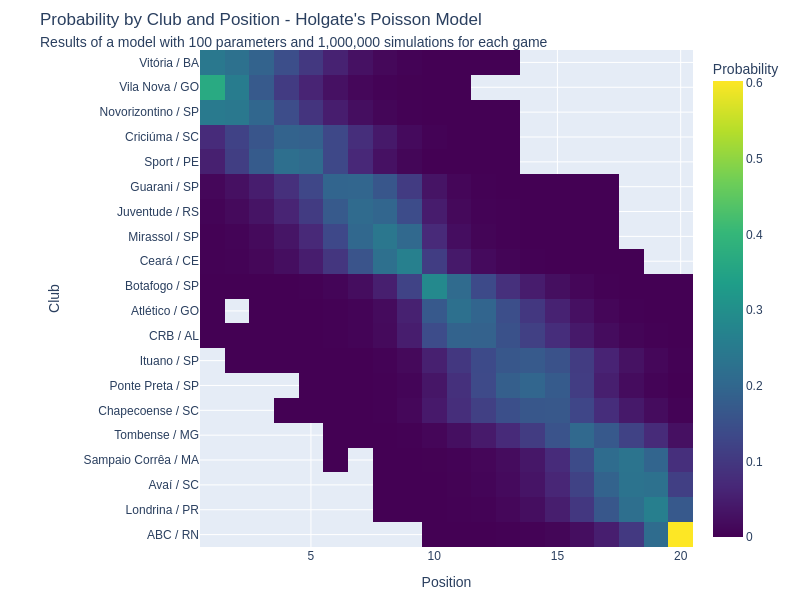 Probability by Club and Position - Holgate's Poisson Model
Results of a model with 100 parameters and 1,000,000 simulations for each game
Probability
Vitória / BA
Vila Nova / GO
Novorizontino / SP
Criciúma / SC
Sport / PE
Guarani / SP
Juventude / RS
Mirassol / SP
Ceará / CE
Botafogo / SP
Atlético / GO
CRB / AL
Ituano / SP
Ponte Preta / SP
Chapecoense / SC
Tombense / MG
Sampaio Corrêa / MA
Avaí / SC
Londrina / PR
ABC / RN
Club
5
10
15
20
Position
0.6
0.5
0.4
0.3
0.2
0.1
0